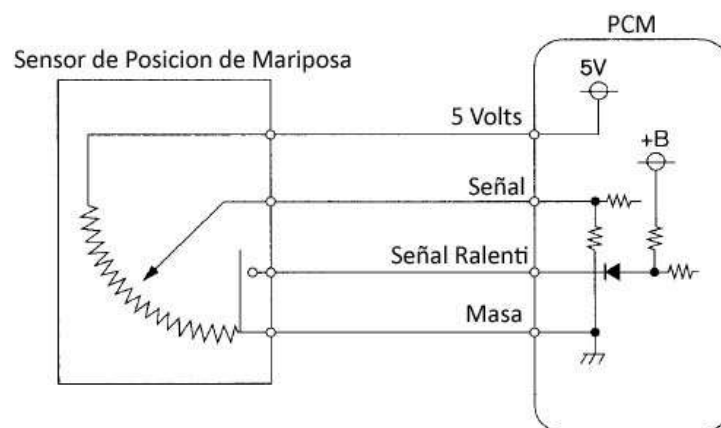 PCM
Sensor de Posicion de Mariposa
5V
5 Volts
+B
Señal
Señal Ralenti
Masa